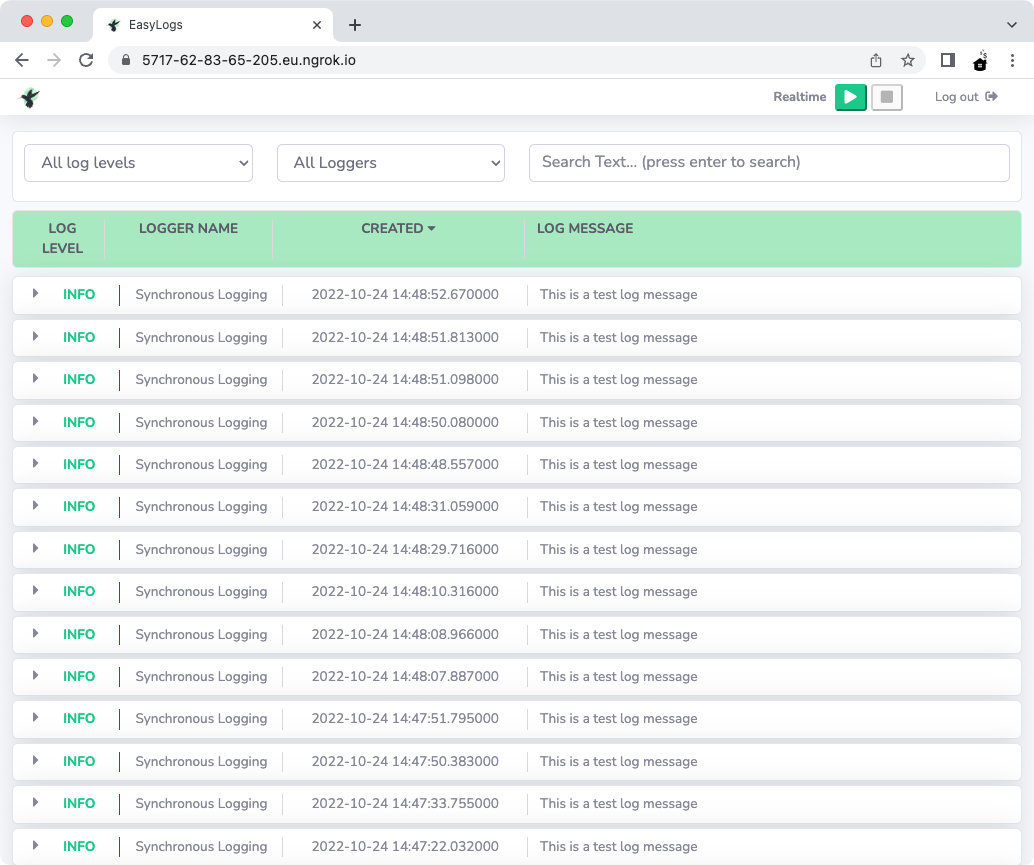 EasyLogs
5717-62-83-65-205.eu.ngrok.io
Realtime Log out
All log levels All Loggers Search Text... (press enter to search)
LOG LEVEL LOGGER NAME CREATED LOG MESSAGE
INFO Synchronous Logging 2022-10-24 14:48:52.670000 This is a test log message
INFO Synchronous Logging 2022-10-24 14:48:51.813000 This is a test log message
INFO Synchronous Logging 2022-10-24 14:48:51.098000 This is a test log message
INFO Synchronous Logging 2022-10-24 14:48:50.080000 This is a test log message
INFO Synchronous Logging 2022-10-24 14:48:48.557000 This is a test log message
INFO Synchronous Logging 2022-10-24 14:48:31.059000 This is a test log message
INFO Synchronous Logging 2022-10-24 14:48:29.716000 This is a test log message
INFO Synchronous Logging 2022-10-24 14:48:10.316000 This is a test log message
INFO Synchronous Logging 2022-10-24 14:48:08.966000 This is a test log message
INFO Synchronous Logging 2022-10-24 14:48:07.887000 This is a test log message
INFO Synchronous Logging 2022-10-24 14:47:51.795000 This is a test log message
INFO Synchronous Logging 2022-10-24 14:47:50.383000 This is a test log message
INFO Synchronous Logging 2022-10-24 14:47:33.755000 This is a test log message
INFO Synchronous Logging 2022-10-24 14:47:22.032000 This is a test log message